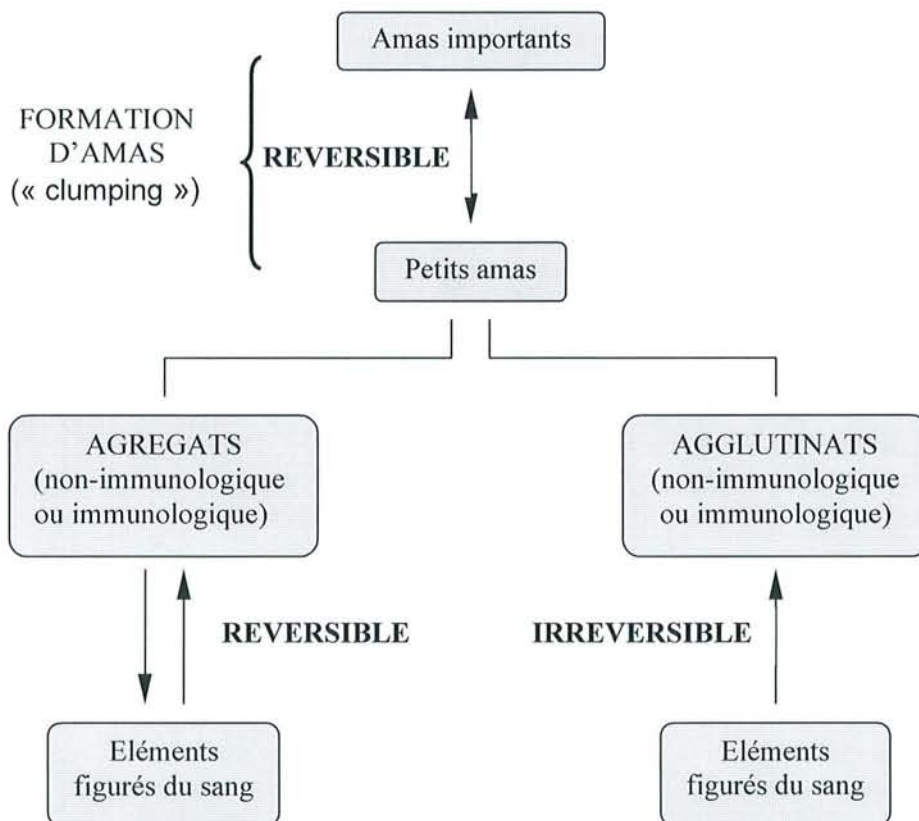 Amas importants
FORMATION
D’AMAS
(« clumping »)
REVERSIBLE
Petits amas
AGREGATS
(non-immunologique
ou immunologique)
AGGLUTINATS
(non-immunologique
ou immunologique)
REVERSIBLE
IRREVERSIBLE
Eléments
figurés du sang
Eléments
figurés du sang